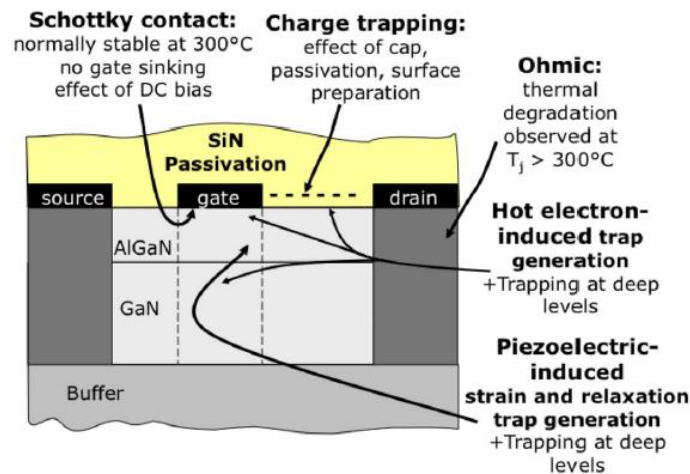 Schottky contact:
normally stable at 300°C
no gate sinking
effect of DC bias
Charge trapping:
effect of cap,
passivation, surface
preparation
Ohmic:
thermal
degradation
observed at
Tj > 300°C
SiN
Passivation
source
gate
drain
AlGaN
GaN
Buffer
Hot electron-
induced trap
generation
+Trapping at deep
levels
Piezoelectric-
induced
strain and relaxation
trap generation
+Trapping at deep
levels